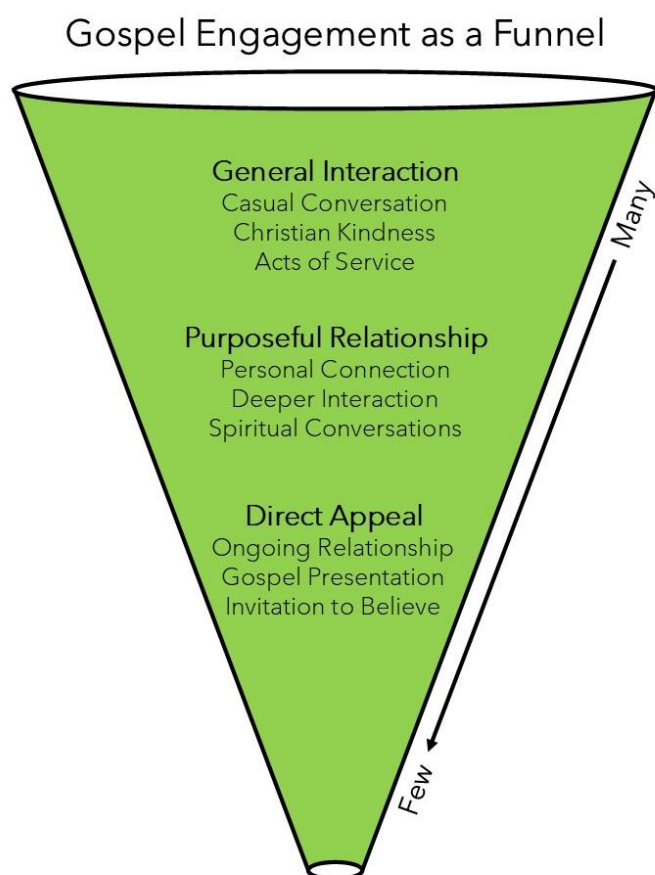 Gospel Engagement as a Funnel
General Interaction
Casual Conversation
Christian Kindness
Acts of Service
Many
Purposeful Relationship
Personal Connection
Deeper Interaction
Spiritual Conversations
Direct Appeal
Ongoing Relationship
Gospel Presentation
Invitation to Believe
Few